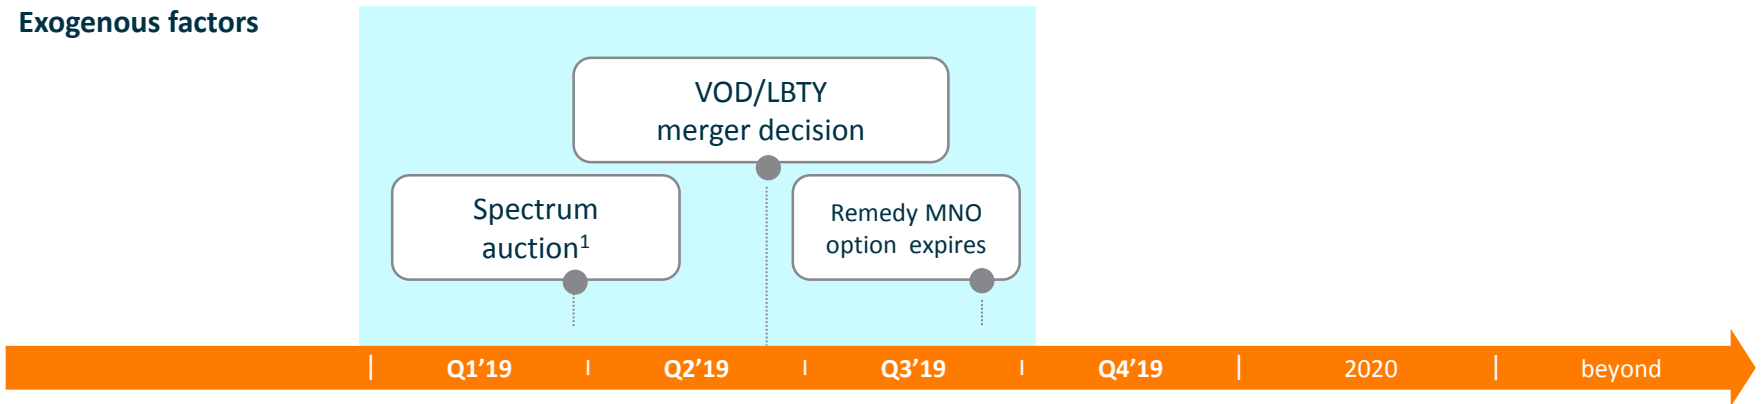 Exogenous factors
VOD/LBTY
merger decision
Spectrum
auction¹
Remedy MNO
option expires
Q1’19
Q2’19
Q3’19
Q4’19
2020
beyond